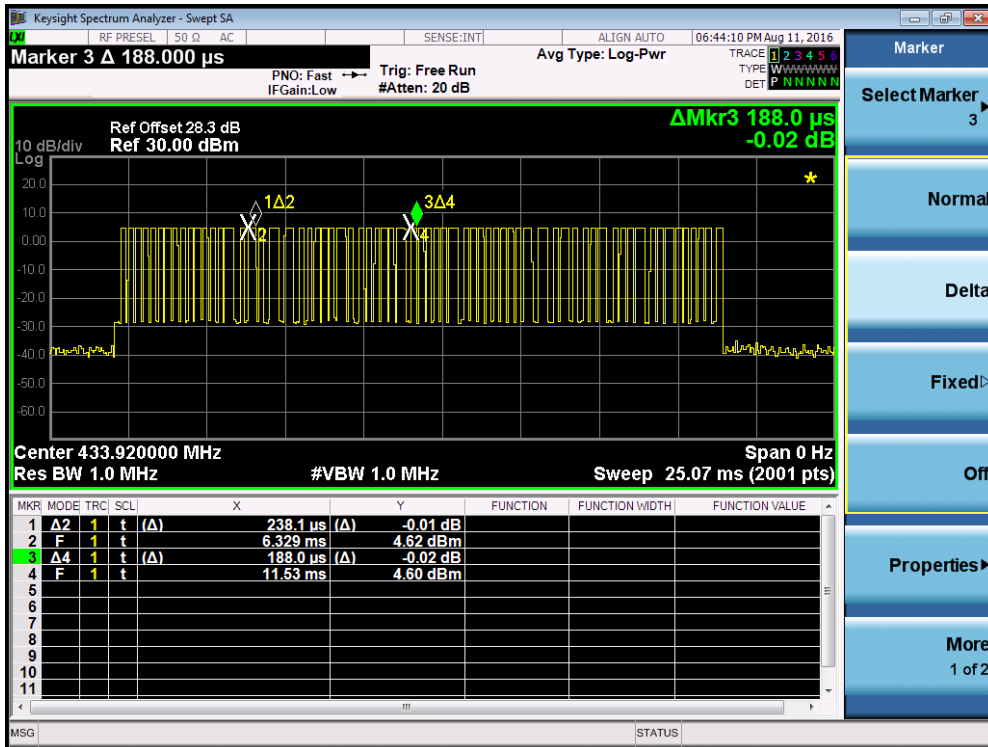 Keysight Spectrum Analyzer - Swept SA
LXI RF PRESEL 50 Ω AC SENSE:INT ALIGN AUTO 06:44:10 PM Aug 11, 2016
Marker 3 Δ 188.000 µs
PNO: Fast
IFGain:Low
Trig: Free Run
#Atten: 20 dB
Avg Type: Log-Pwr
TRACE 1 2 3 4 5 6
TYPE W W W W W W
DET P N N N N N
ΔMkr3 188.0 µs
-0.02 dB
Ref Offset 28.3 dB
10 dB/div Ref 30.00 dBm
Log
20.0
10.0
0.00
-10.0
-20.0
-30.0
-40.0
-50.0
-60.0
1Δ2
2
3Δ4
4
*
Center 433.920000 MHz Span 0 Hz
Res BW 1.0 MHz #VBW 1.0 MHz Sweep 25.07 ms (2001 pts)
MKR MODE TRC SCL X Y FUNCTION FUNCTION WIDTH FUNCTION VALUE
1 Δ2 1 t (Δ) 238.1 µs (Δ) -0.01 dB
2 F 1 t 6.329 ms 4.62 dBm
3 Δ4 1 t (Δ) 188.0 µs (Δ) -0.02 dB
4 F 1 t 11.53 ms 4.60 dBm
5
6
7
8
9
10
11
MSG STATUS
Marker
Select Marker
3
Normal
Delta
Fixed
Off
Properties
More
1 of 2